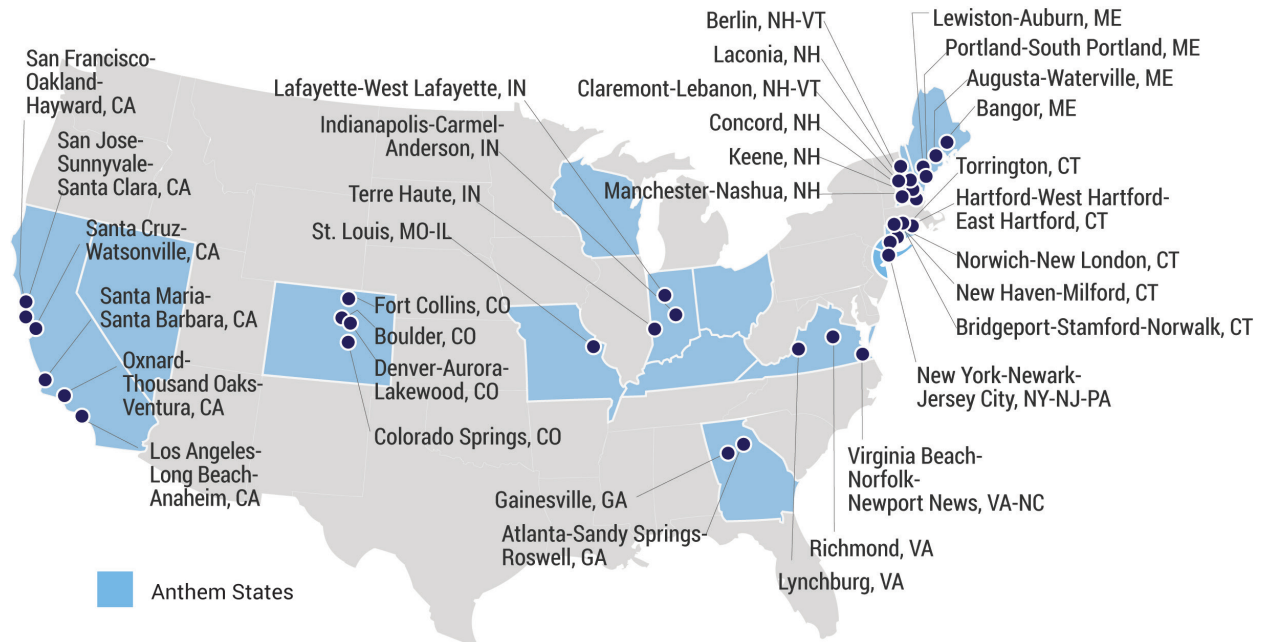 San Francisco-
Oakland-
Hayward, CA
San Jose-
Sunnyvale-
Santa Clara, CA
Santa Cruz-
Watsonville, CA
Santa Maria-
Santa Barbara, CA
Oxnard-
Thousand Oaks-
Ventura, CA
Los Angeles-
Long Beach-
Anaheim, CA
Lafayette-West Lafayette, IN
Indianapolis-Carmel-
Anderson, IN
Terre Haute, IN
St. Louis, MO-IL
Fort Collins, CO
Boulder, CO
Denver-Aurora-
Lakewood, CO
Colorado Springs, CO
Gainesville, GA
Atlanta-Sandy Springs-
Roswell, GA
Berlin, NH-VT
Laconia, NH
Claremont-Lebanon, NH-VT
Concord, NH
Keene, NH
Manchester-Nashua, NH
Lewiston-Auburn, ME
Portland-South Portland, ME
Augusta-Waterville, ME
Bangor, ME
Torrington, CT
Hartford-West Hartford-
East Hartford, CT
Norwich-New London, CT
New Haven-Milford, CT
Bridgeport-Stamford-Norwalk, CT
New York-Newark-
Jersey City, NY-NJ-PA
Virginia Beach-
Norfolk-
Newport News, VA-NC
Richmond, VA
Lynchburg, VA
Anthem States